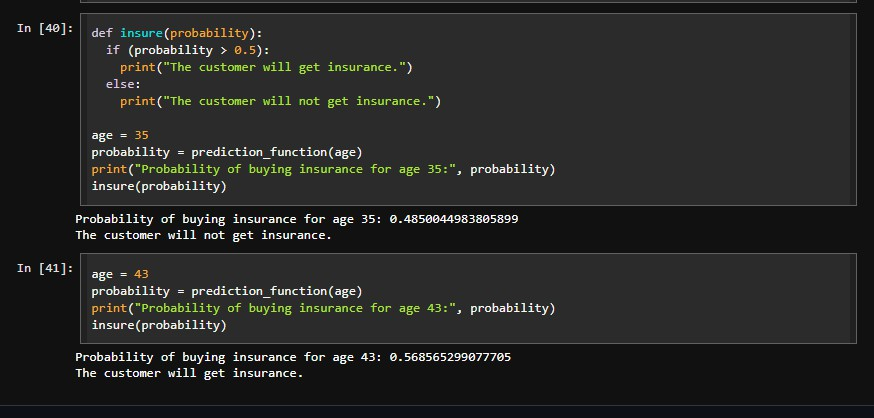 In [40]:
def insure(probability):
  if (probability > 0.5):
    print("The customer will get insurance.")
  else:
    print("The customer will not get insurance.")

age = 35
probability = prediction_function(age)
print("Probability of buying insurance for age 35:", probability)
insure(probability)
Probability of buying insurance for age 35: 0.4850044983805899
The customer will not get insurance.
In [41]:
age = 43
probability = prediction_function(age)
print("Probability of buying insurance for age 43:", probability)
insure(probability)
Probability of buying insurance for age 43: 0.568565299077705
The customer will get insurance.